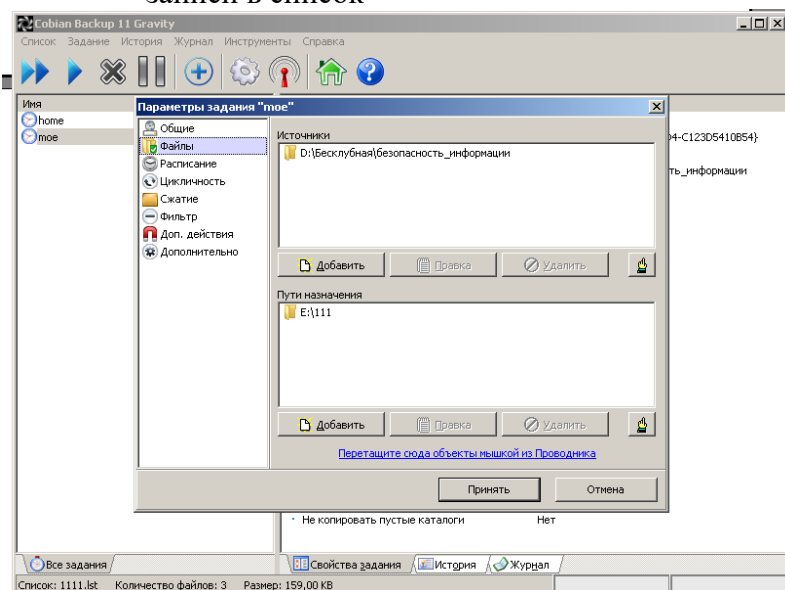 записи в список
Cobian Backup 11 Gravity
Список Задание История Журнал Инструменты Справка
Имя
home
moe
Параметры задания "moe"
Общие
Файлы
Расписание
Цикличность
Сжатие
Фильтр
Доп. действия
Дополнительно
Источники
D:\Бесклубная\безопасность_информации
Добавить Правка Удалить
Пути назначения
E:\111
Добавить Правка Удалить
Перетащите сюда объекты мышкой из Проводника
Принять Отмена
04-C123D5410B54}
ть_информации
Не копировать пустые каталоги Нет
Все задания
Свойства задания История Журнал
Список: 1111.lst Количество файлов: 3 Размер: 159,00 KB